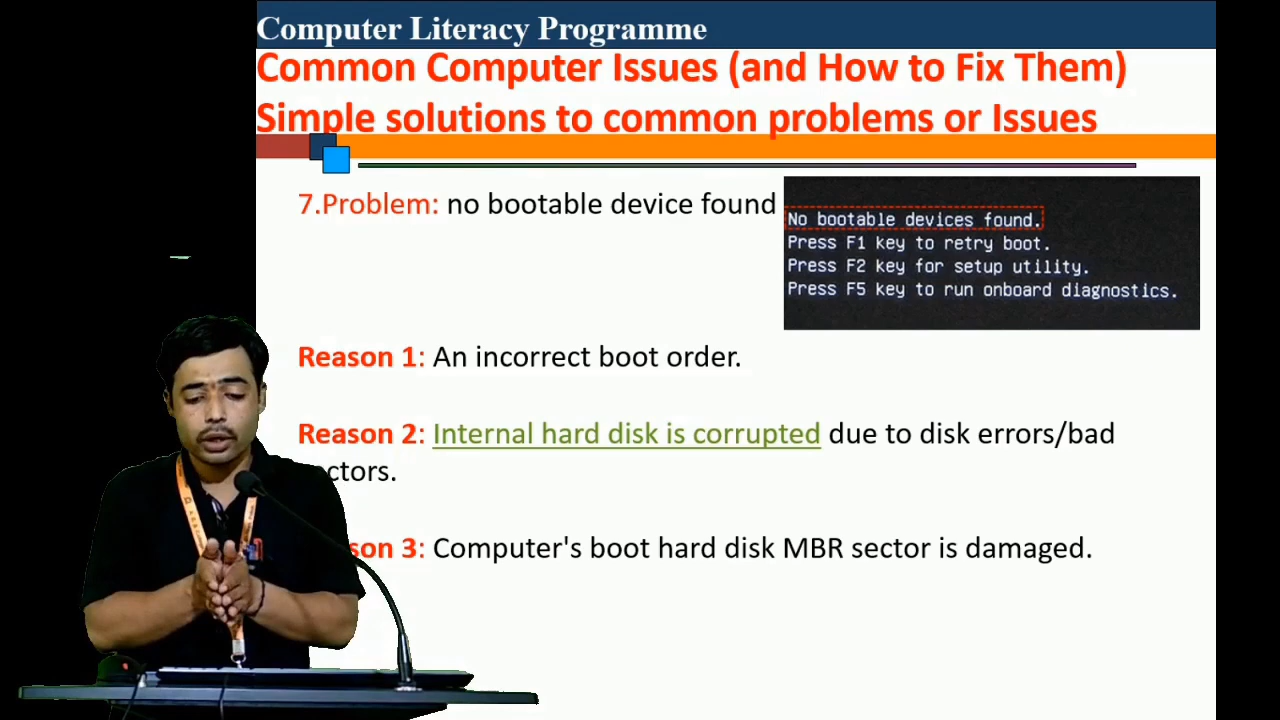 Computer Literacy Programme
Common Computer Issues (and How to Fix Them)
Simple solutions to common problems or Issues
7.Problem: no bootable device found
No bootable devices found.
Press F1 key to retry boot.
Press F2 key for setup utility.
Press F5 key to run onboard diagnostics.
Reason 1: An incorrect boot order.
Reason 2: Internal hard disk is corrupted due to disk errors/bad
ctors.
son 3: Computer's boot hard disk MBR sector is damaged.